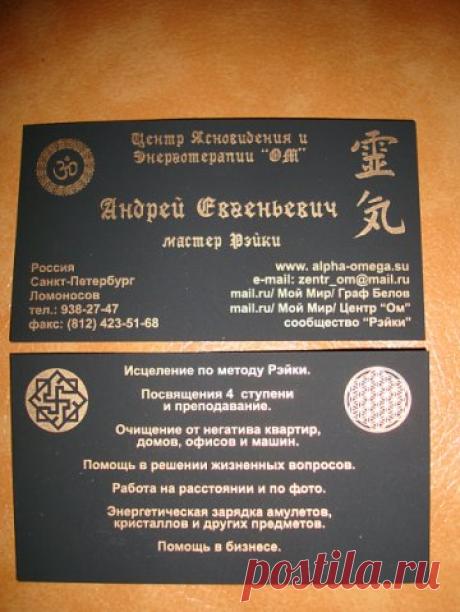 Центр Ясновидения и
Энерготерапии "ОМ"
ॐ
靈
気
Андрей Евгеньевич
мастер Рэйки
Россия
Санкт-Петербург
Ломоносов
тел.: 938-27-47
факс: (812) 423-51-68
www. alpha-omega.su
e-mail: zentr_om@mail.ru
mail.ru/ Мой Мир/ Граф Белов
mail.ru/ Мой Мир/ Центр "Ом"
сообщество "Рэйки"
Исцеление по методу Рэйки.
Посвящения 4 ступени
и преподавание.
Очищение от негатива квартир,
домов, офисов и машин.
Помощь в решении жизненных вопросов.
Работа на расстоянии и по фото.
Энергетическая зарядка амулетов,
кристаллов и других предметов.
Помощь в бизнесе.
postila.ru